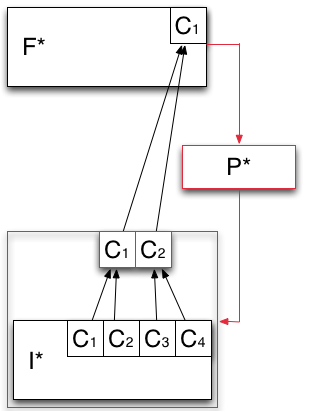 C₁
F*
P*
C₁ C₂
C₁ C₂ C₃ C₄
I*